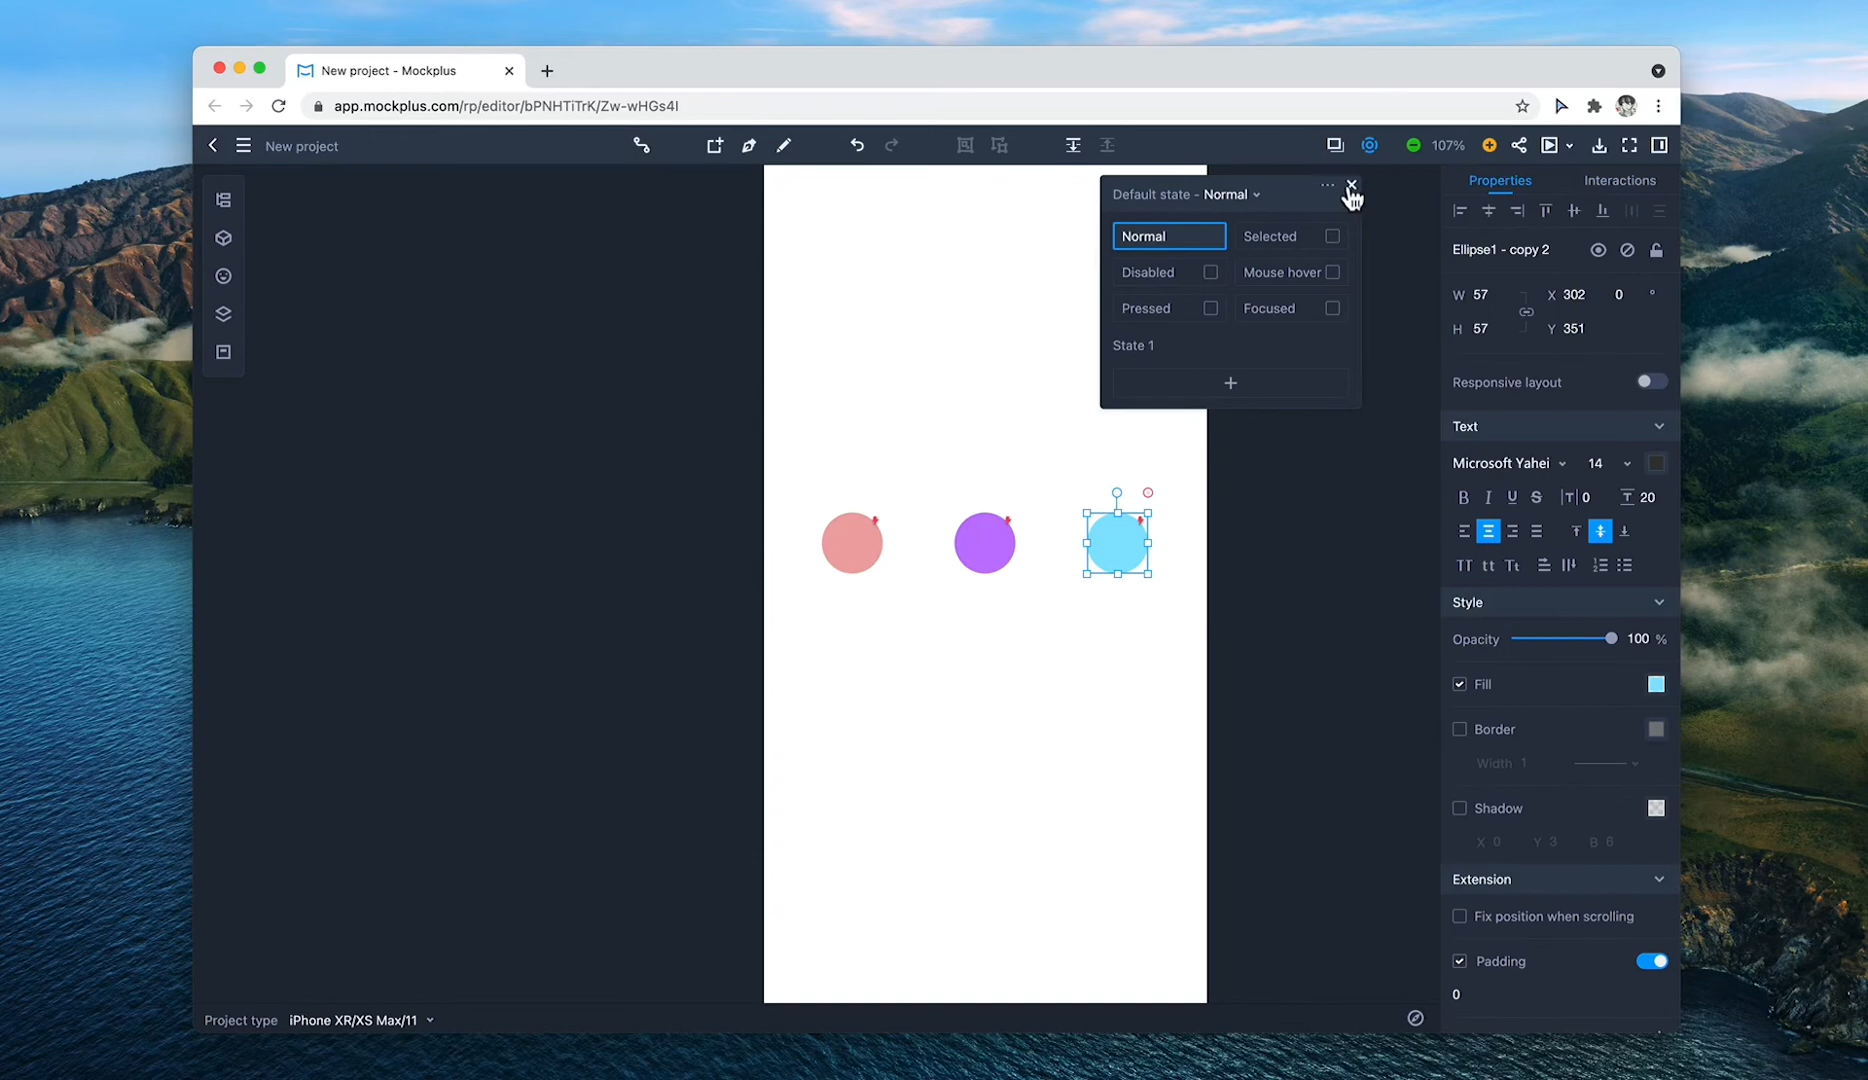 New project - Mockplus
app.mockplus.com/rp/editor/bPNHTiTrK/Zw-wHGs4I
New project
107%
Default state - Normal
Normal
Selected
Disabled
Mouse hover
Pressed
Focused
State 1
Properties
Interactions
Ellipse1 - copy 2
W 57
X 302
0 °
H 57
Y 351
Responsive layout
Text
Microsoft Yahei
14
B I U S
T 0
T 20
TT tt Tt
Style
Opacity
100 %
Fill
Border
Width 1
Shadow
X 0
Y 3
B 6
Extension
Fix position when scrolling
Padding
0
Project type
iPhone XR/XS Max/11